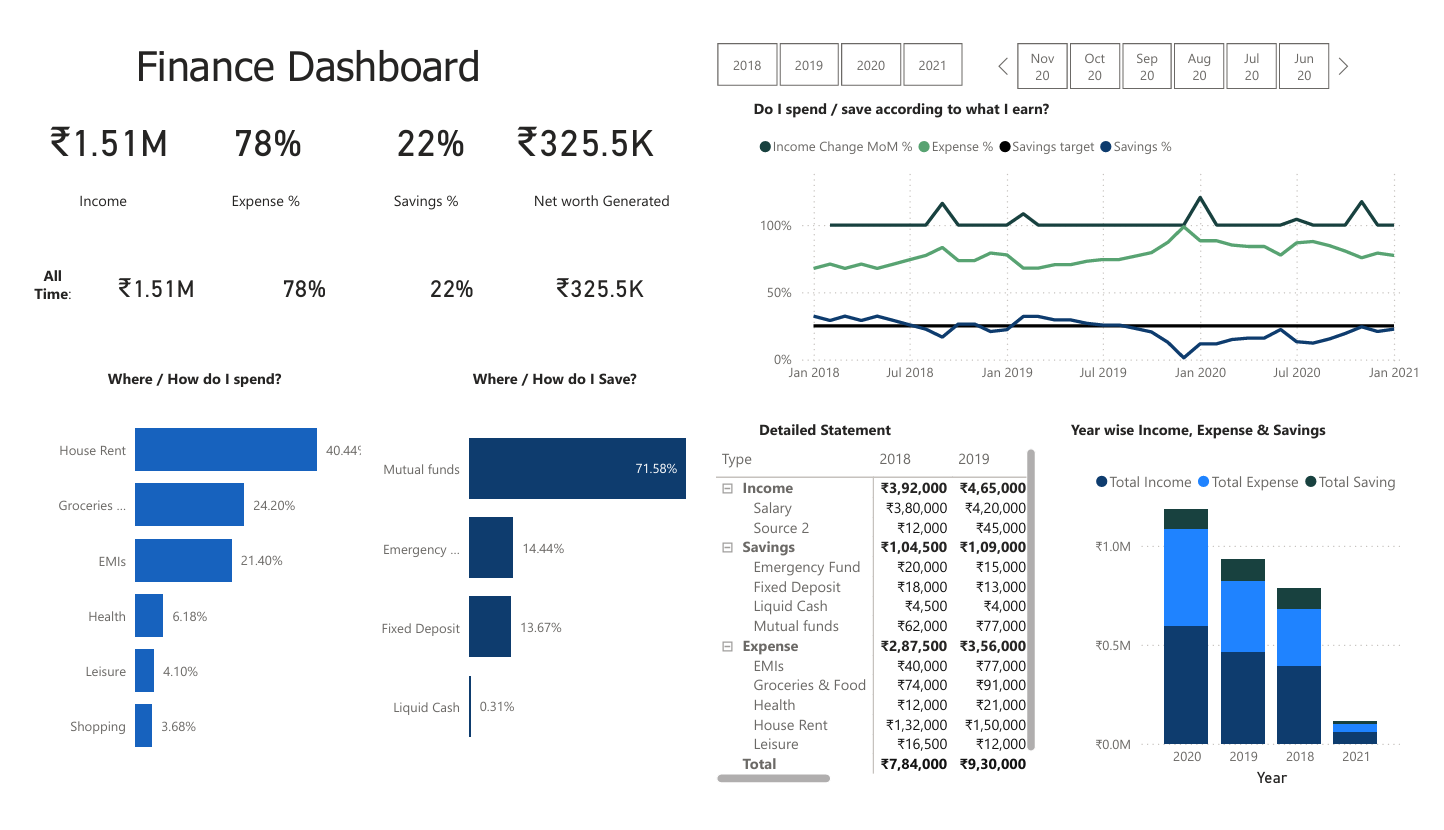 Finance Dashboard
₹1.51M 78% 22% ₹325.5K
Income Expense % Savings % Net worth Generated
All Time: ₹1.51M 78% 22% ₹325.5K
2018 2019 2020 2021
Nov 20 Oct 20 Sep 20 Aug 20 Jul 20 Jun 20
Do I spend / save according to what I earn?
Income Change MoM % Expense % Savings target Savings %
100%
50%
0%
Jan 2018 Jul 2018 Jan 2019 Jul 2019 Jan 2020 Jul 2020 Jan 2021
Where / How do I spend?
House Rent 40.44%
Groceries ... 24.20%
EMIs 21.40%
Health 6.18%
Leisure 4.10%
Shopping 3.68%
Where / How do I Save?
Mutual funds 71.58%
Emergency ... 14.44%
Fixed Deposit 13.67%
Liquid Cash 0.31%
Detailed Statement
Type 2018 2019
Income ₹3,92,000 ₹4,65,000
Salary ₹3,80,000 ₹4,20,000
Source 2 ₹12,000 ₹45,000
Savings ₹1,04,500 ₹1,09,000
Emergency Fund ₹20,000 ₹15,000
Fixed Deposit ₹18,000 ₹13,000
Liquid Cash ₹4,500 ₹4,000
Mutual funds ₹62,000 ₹77,000
Expense ₹2,87,500 ₹3,56,000
EMIs ₹40,000 ₹77,000
Groceries & Food ₹74,000 ₹91,000
Health ₹12,000 ₹21,000
House Rent ₹1,32,000 ₹1,50,000
Leisure ₹16,500 ₹12,000
Total ₹7,84,000 ₹9,30,000
Year wise Income, Expense & Savings
Total Income Total Expense Total Saving
₹1.0M
₹0.5M
₹0.0M
2020 2019 2018 2021
Year